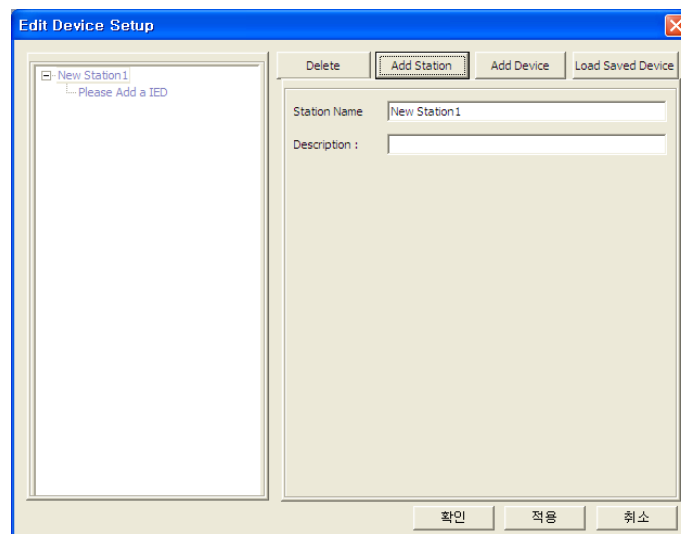 Edit Device Setup
New Station1
Please Add a IED
Delete
Add Station
Add Device
Load Saved Device
Station Name
New Station1
Description :
확인
적용
취소